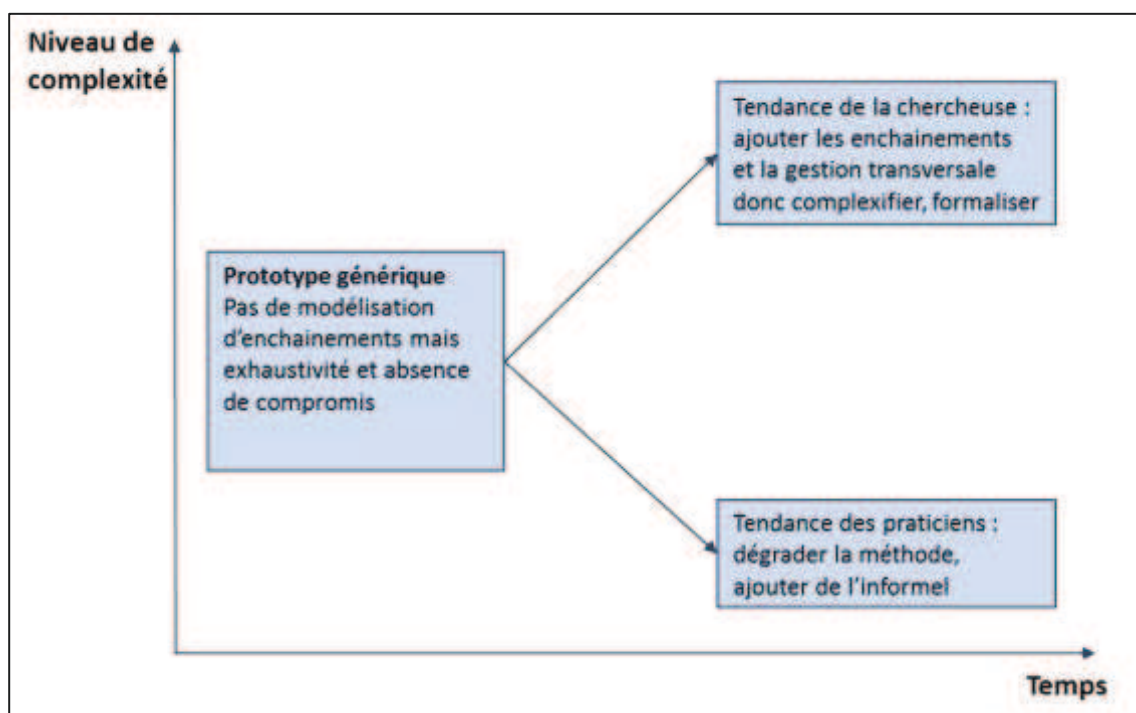 Niveau de
complexité
Tendance de la chercheuse :
ajouter les enchainements
et la gestion transversale
donc complexifier, formaliser
Prototype générique
Pas de modélisation
d'enchainements mais
exhaustivité et absence
de compromis
Tendance des praticiens :
dégrader la méthode,
ajouter de l'informel
Temps